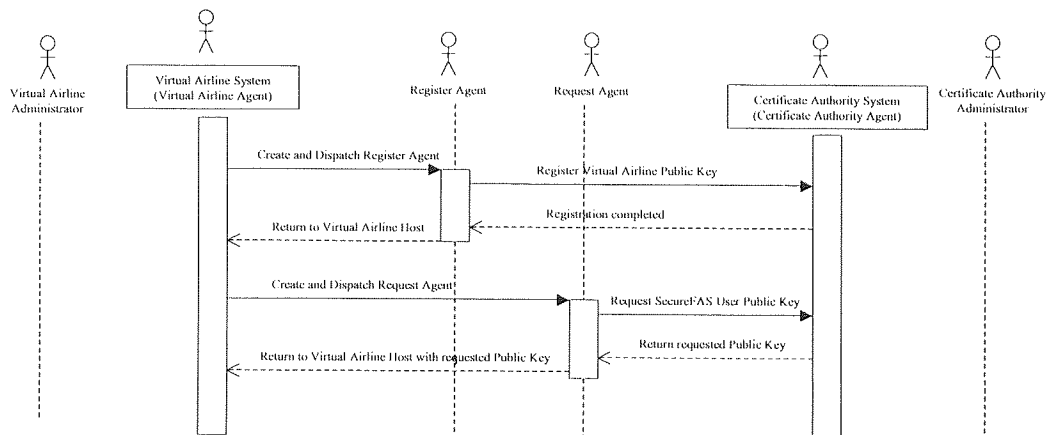 Virtual Airline
Administrator
Virtual Airline System
(Virtual Airline Agent)
Register Agent
Request Agent
Certificate Authority System
(Certificate Authority Agent)
Certificate Authority
Administrator
Create and Dispatch Register Agent
Register Virtual Airline Public Key
Registration completed
Return to Virtual Airline Host
Create and Dispatch Request Agent
Request SecureFAS User Public Key
Return requested Public Key
Return to Virtual Airline Host with requested Public Key